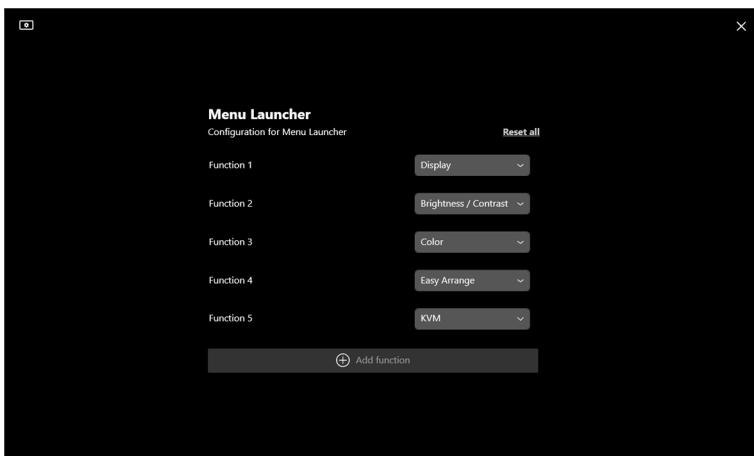 Menu Launcher
Configuration for Menu Launcher Reset all
Function 1 Display
Function 2 Brightness / Contrast
Function 3 Color
Function 4 Easy Arrange
Function 5 KVM
Add function